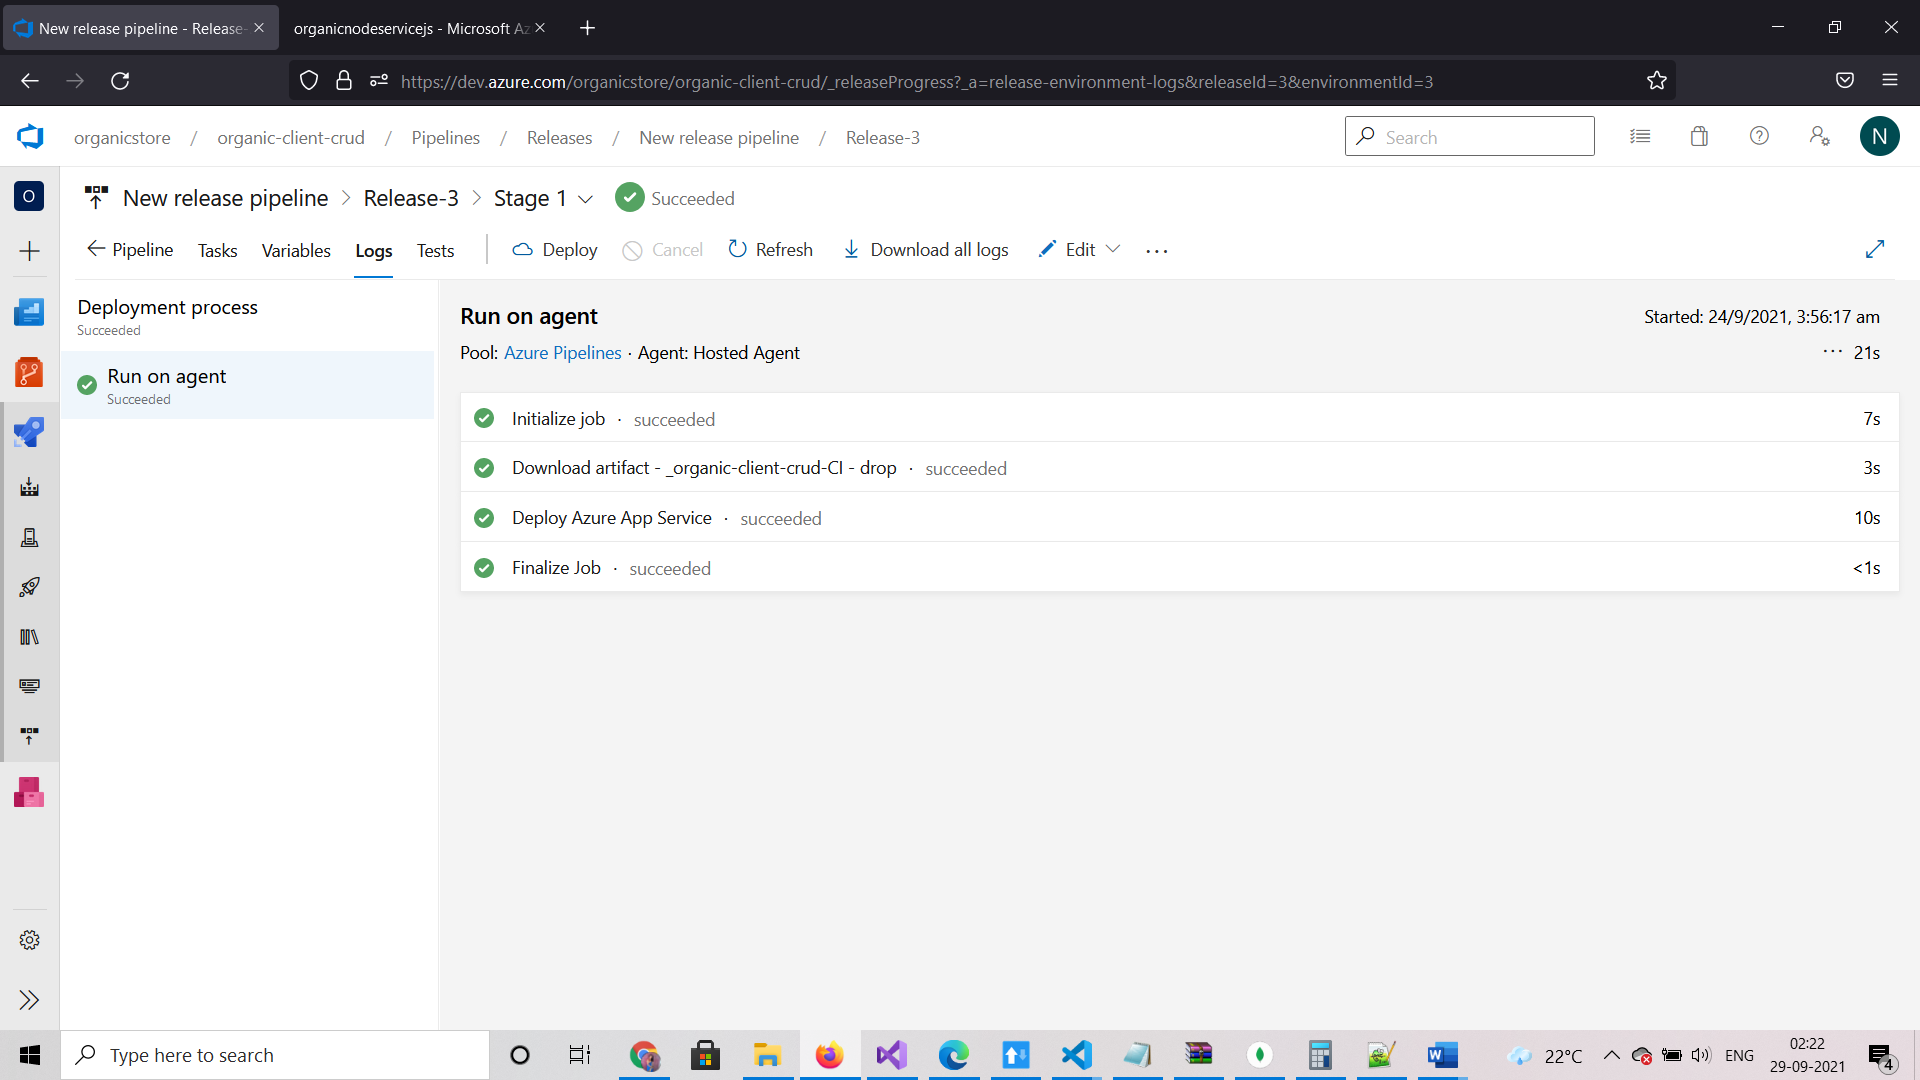 New release pipeline - Release-
organicnodeservicejs - Microsoft Az
https://dev.azure.com/organicstore/organic-client-crud/_releaseProgress?_a=release-environment-logs&releaseId=3&environmentId=3
organicstore / organic-client-crud / Pipelines / Releases / New release pipeline / Release-3
Search
N
O
New release pipeline > Release-3 > Stage 1 Succeeded
Pipeline Tasks Variables Logs Tests Deploy Cancel Refresh Download all logs Edit ...
Deployment process
Succeeded
Run on agent
Succeeded
Run on agent
Started: 24/9/2021, 3:56:17 am
Pool: Azure Pipelines · Agent: Hosted Agent
... 21s
Initialize job · succeeded 7s
Download artifact - _organic-client-crud-CI - drop · succeeded 3s
Deploy Azure App Service · succeeded 10s
Finalize Job · succeeded <1s
Type here to search
22°C
ENG
02:22
29-09-2021
4